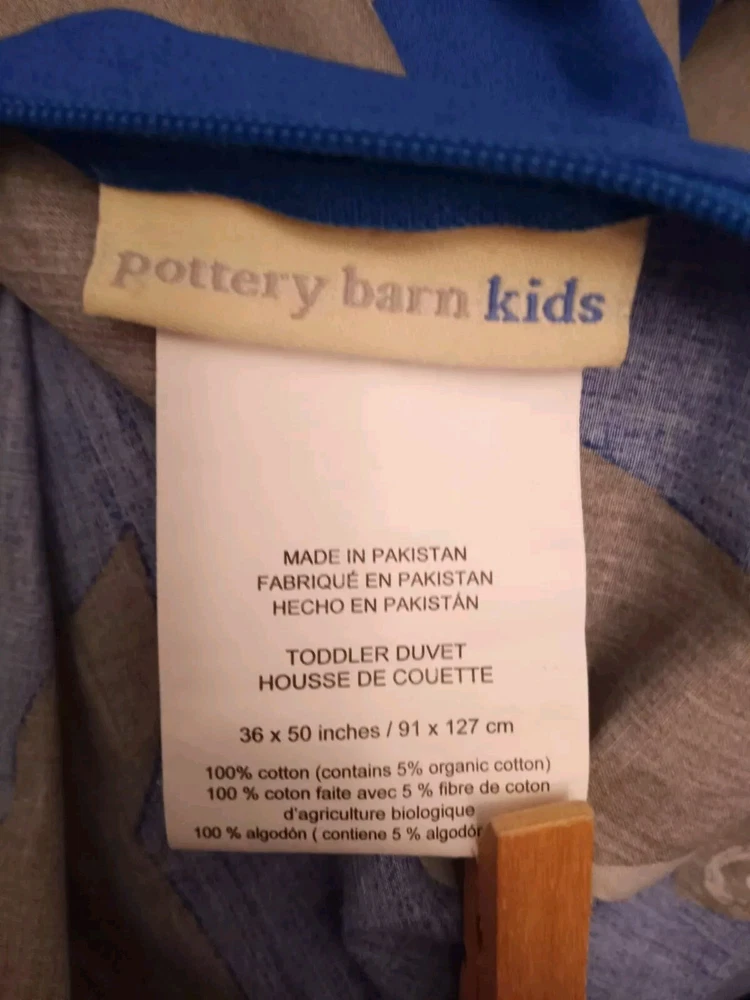 pottery barn kids
MADE IN PAKISTAN
FABRIQUÉ EN PAKISTAN
HECHO EN PAKISTÁN
TODDLER DUVET
HOUSSE DE COUETTE
36 x 50 inches / 91 x 127 cm
100% cotton (contains 5% organic cotton)
100 % coton faite avec 5 % fibre de coton
d'agriculture biologique
100 % algodón ( contiene 5 %